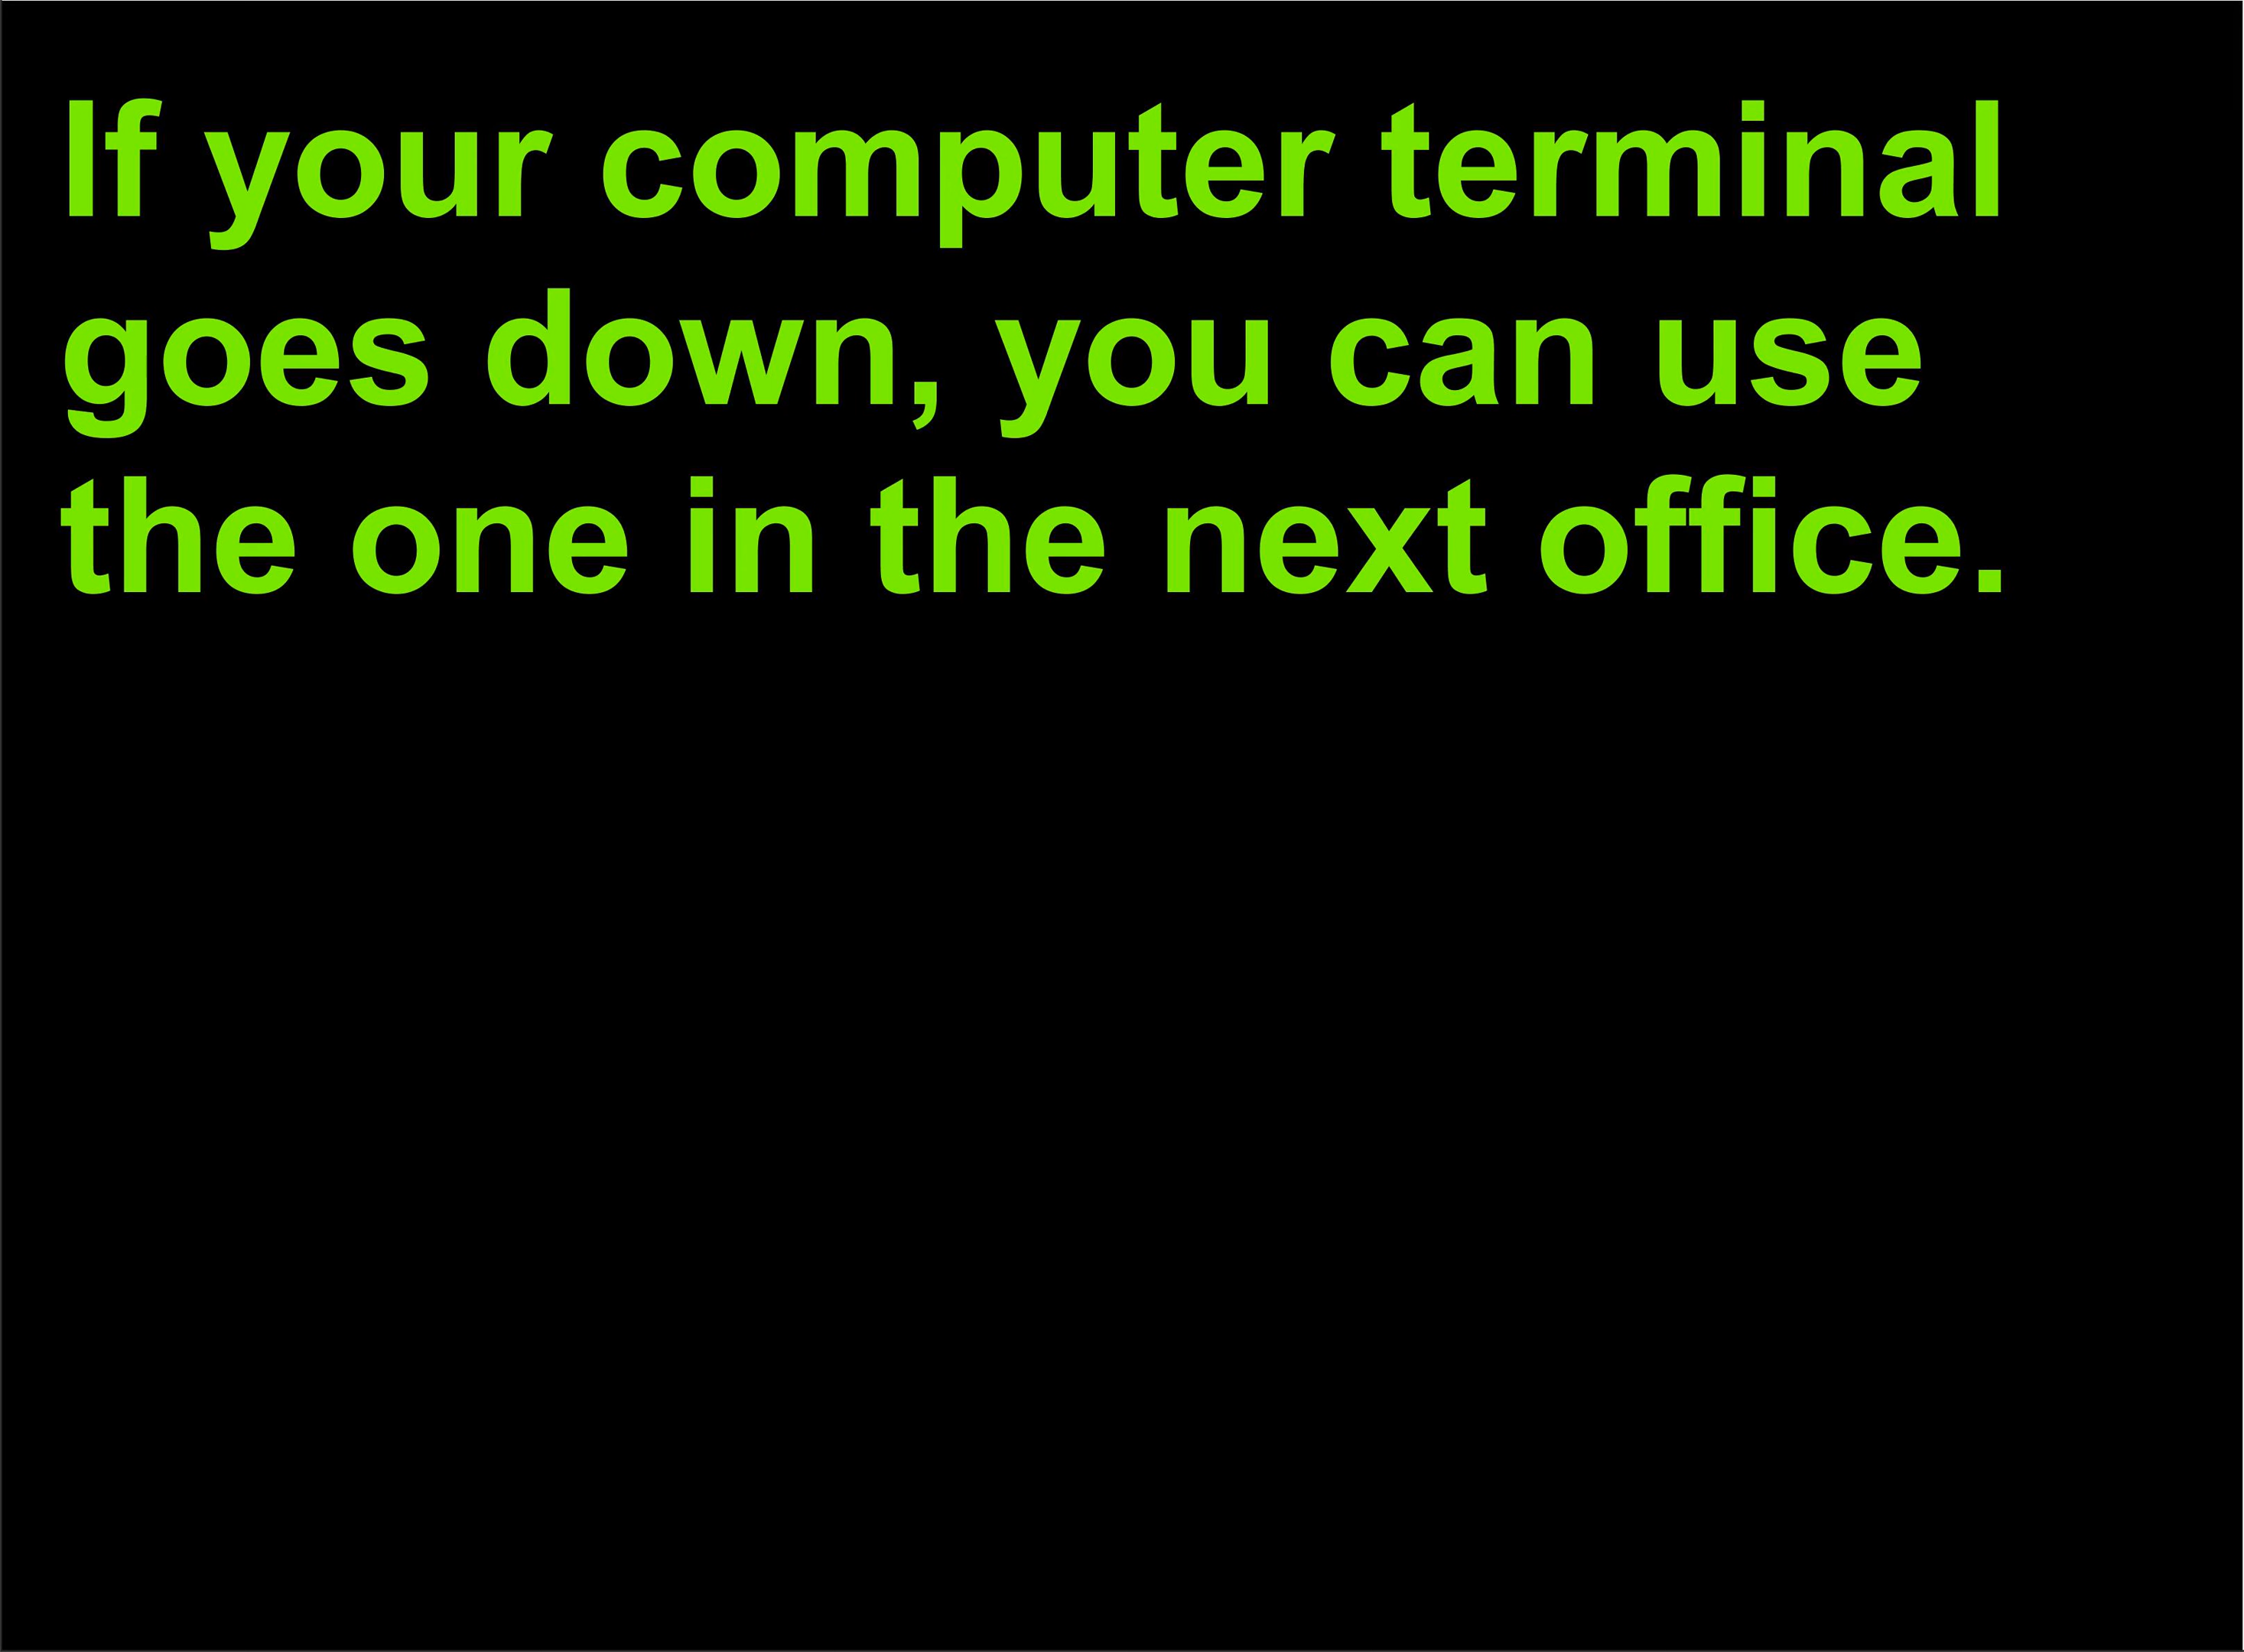 If your computer terminal
goes down, you can use
the one in the next office.